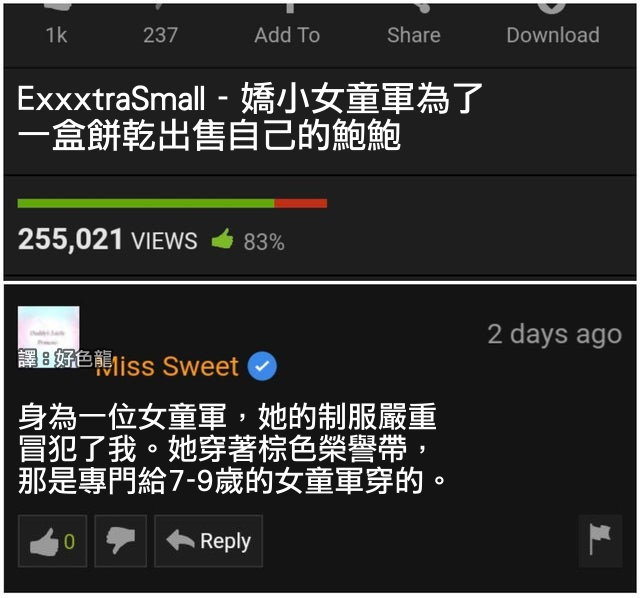 1k 237 Add To Share Download
ExxxtraSmall - 嬌小女童軍為了
一盒餅乾出售自己的鮑鮑
255,021 VIEWS 83%
2 days ago
譯：好色龍
Miss Sweet
身為一位女童軍，她的制服嚴重
冒犯了我。她穿著棕色榮譽帶，
那是專門給7-9歲的女童軍穿的。
0 Reply